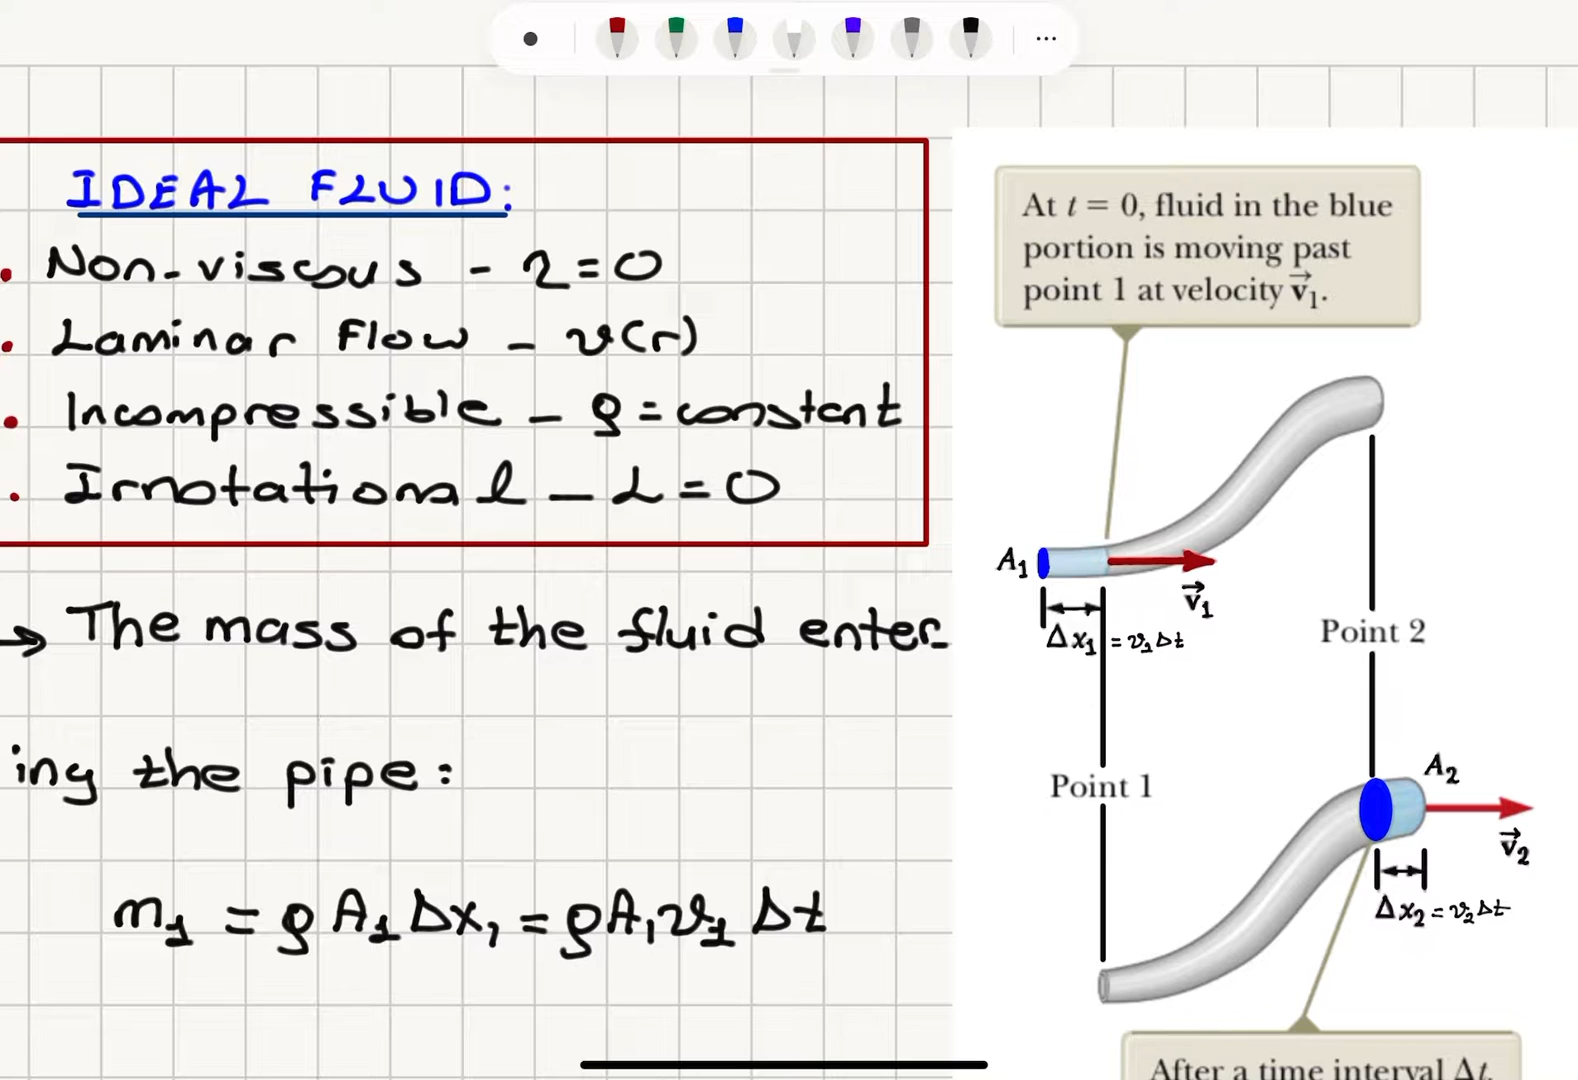 IDEAL FLUID:
• Non-viscous - η=0
• Laminar Flow - v(r)
• Incompressible - ρ=constant
• Irrotational - L=0
→ The mass of the fluid enter-
ing the pipe:
m₁ = ρA₁Δx₁ = ρA₁v₁Δt
At t = 0, fluid in the blue
portion is moving past
point 1 at velocity v⃗₁.
A₁
v⃗₁
Δx₁ = v₁Δt
Point 2
Point 1
A₂
v⃗₂
Δx₂ = v₂Δt
After a time interval Δt,